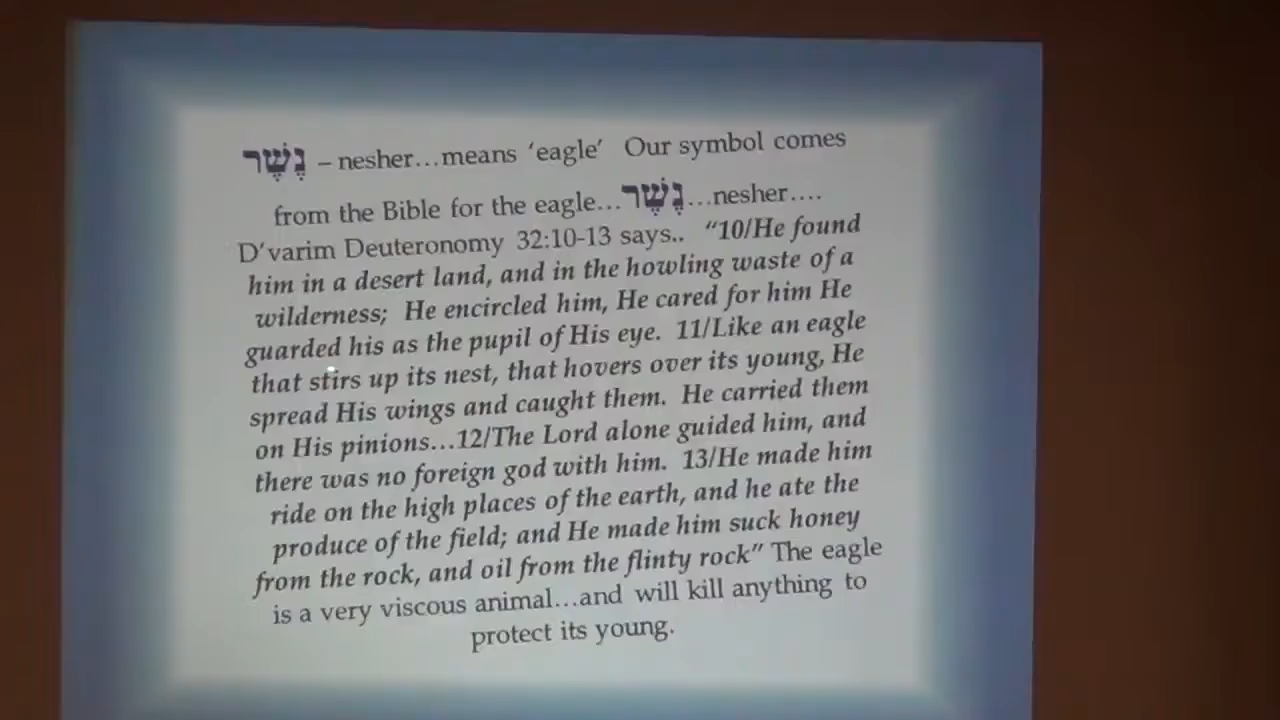 נֶשֶׁר – nesher...means ‘eagle’ Our symbol comes
from the Bible for the eagle...נֶשֶׁר...nesher....
D’varim Deuteronomy 32:10-13 says.. “10/He found
him in a desert land, and in the howling waste of a
wilderness; He encircled him, He cared for him He
guarded his as the pupil of His eye. 11/Like an eagle
that stirs up its nest, that hovers over its young, He
spread His wings and caught them. He carried them
on His pinions...12/The Lord alone guided him, and
there was no foreign god with him. 13/He made him
ride on the high places of the earth, and he ate the
produce of the field; and He made him suck honey
from the rock, and oil from the flinty rock” The eagle
is a very viscous animal...and will kill anything to
protect its young.